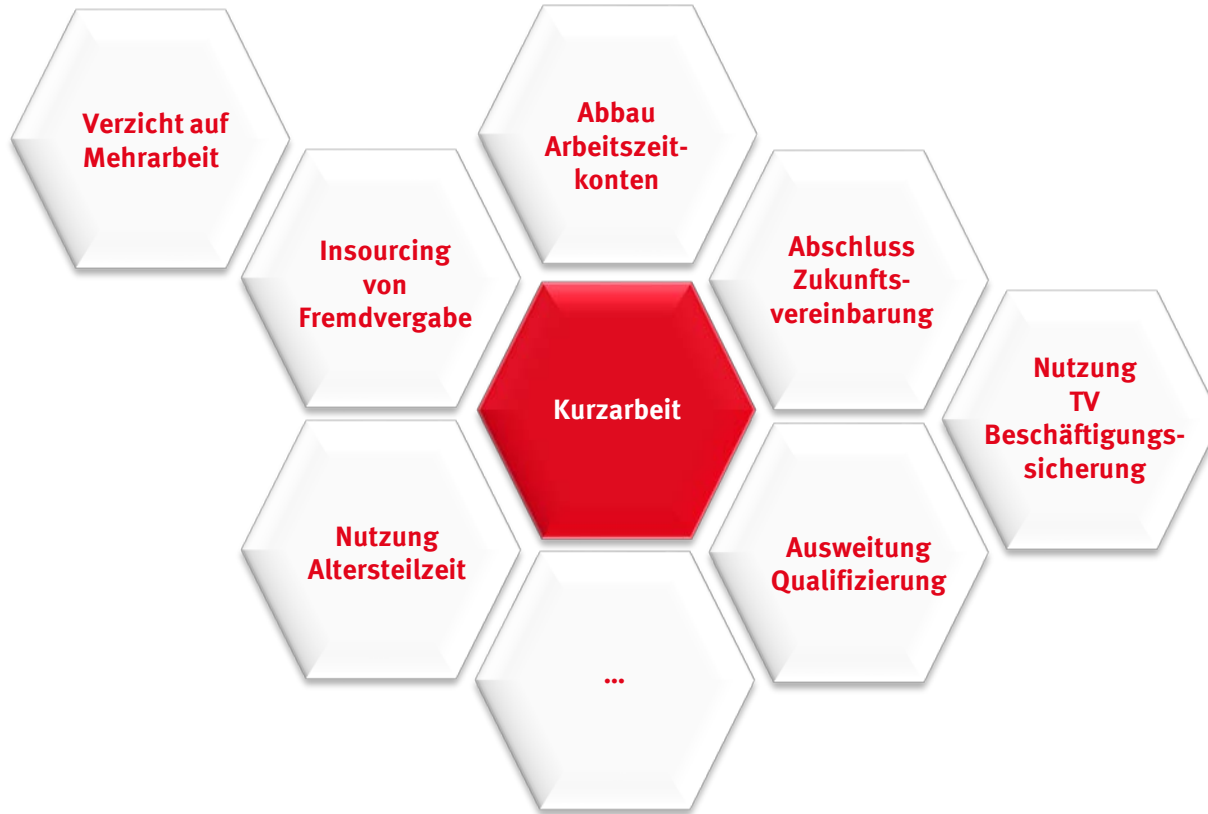 Verzicht auf
Mehrarbeit
Abbau
Arbeitszeit-
konten
Insourcing
von
Fremdvergabe
Abschluss
Zukunfts-
vereinbarung
Kurzarbeit
Nutzung
TV
Beschäftigungs-
sicherung
Nutzung
Altersteilzeit
Ausweitung
Qualifizierung
...